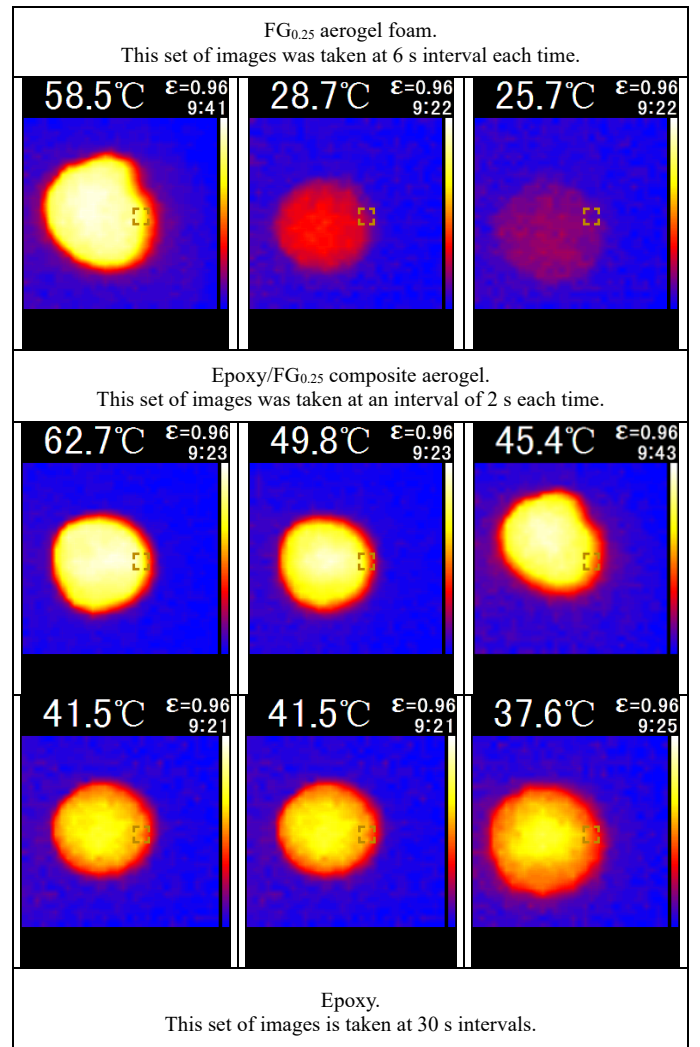 FG0.25 aerogel foam.
This set of images was taken at 6 s interval each time.
58.5℃ ε=0.96
9:41
28.7℃ ε=0.96
9:22
25.7℃ ε=0.96
9:22
Epoxy/FG0.25 composite aerogel.
This set of images was taken at an interval of 2 s each time.
62.7℃ ε=0.96
9:23
49.8℃ ε=0.96
9:23
45.4℃ ε=0.96
9:43
41.5℃ ε=0.96
9:21
41.5℃ ε=0.96
9:21
37.6℃ ε=0.96
9:25
Epoxy.
This set of images is taken at 30 s intervals.